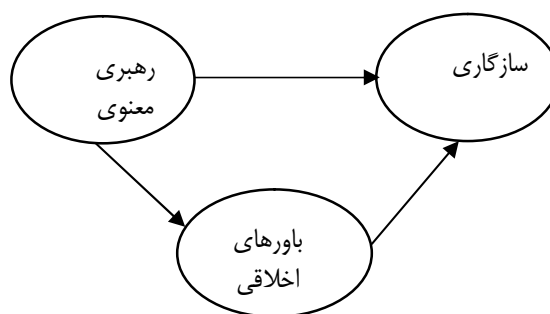 رهبری
معنوی
سازگاری
باورهای
اخلاقی